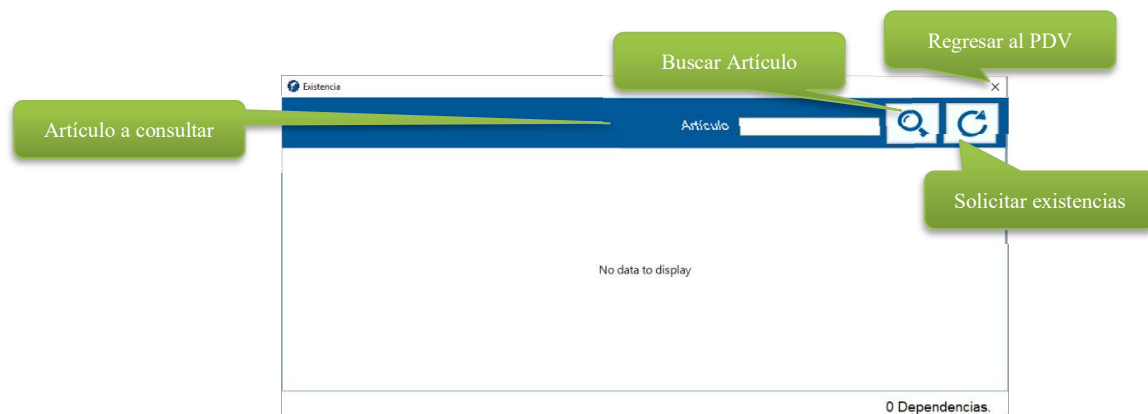 Regresar al PDV
Buscar Artículo
Existencia
Artículo a consultar
Artículo
Solicitar existencias
No data to display
0 Dependencias.